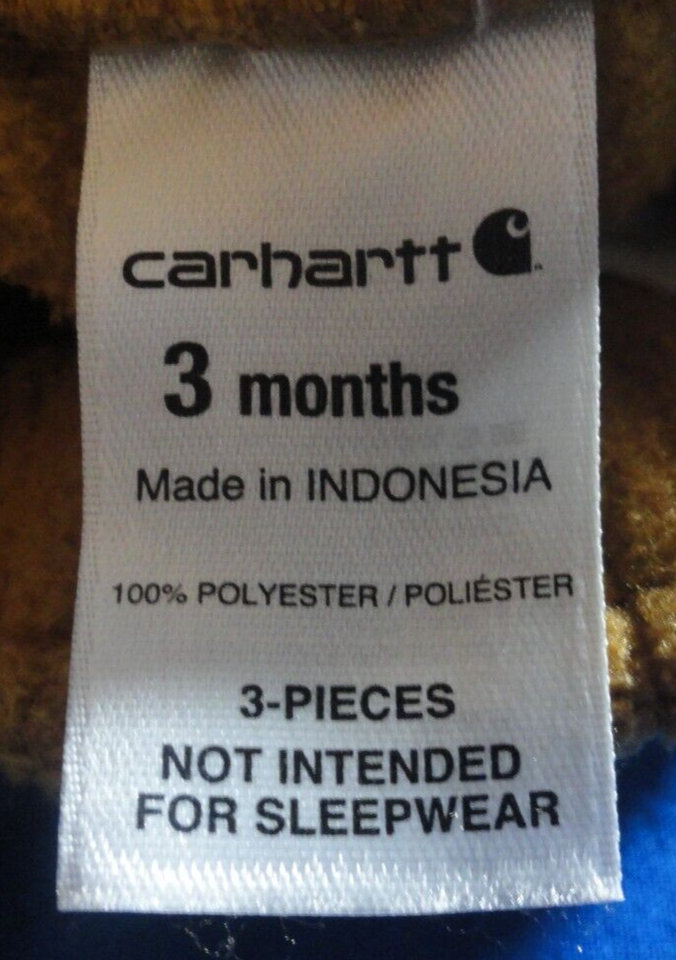 carhartt
3 months
Made in INDONESIA
100% POLYESTER / POLIÉSTER
3-PIECES
NOT INTENDED
FOR SLEEPWEAR